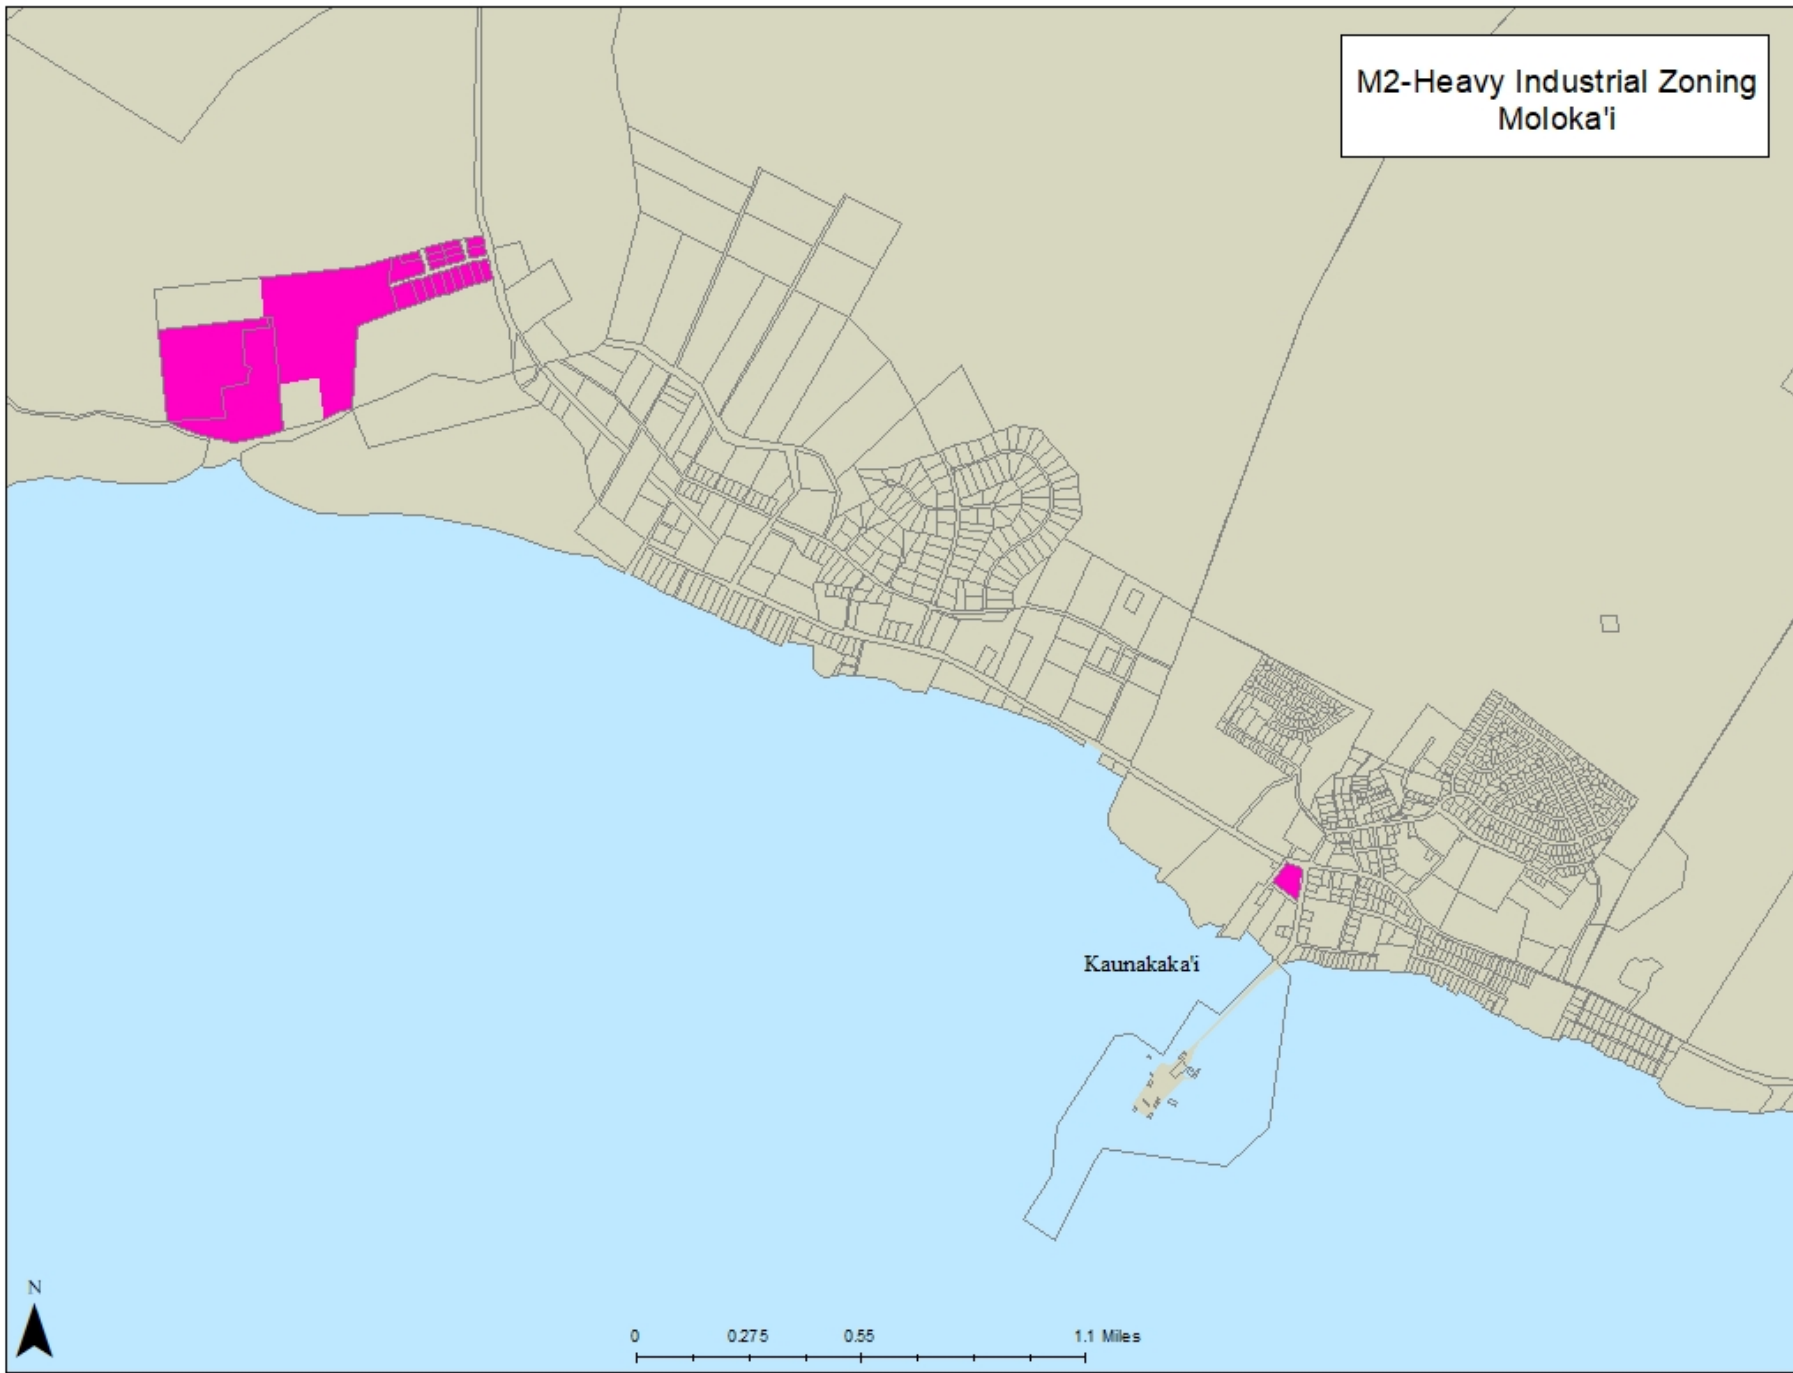 M2-Heavy Industrial Zoning
Moloka'i
Kaunakaka'i
N
0 0.275 0.55 1.1 Miles